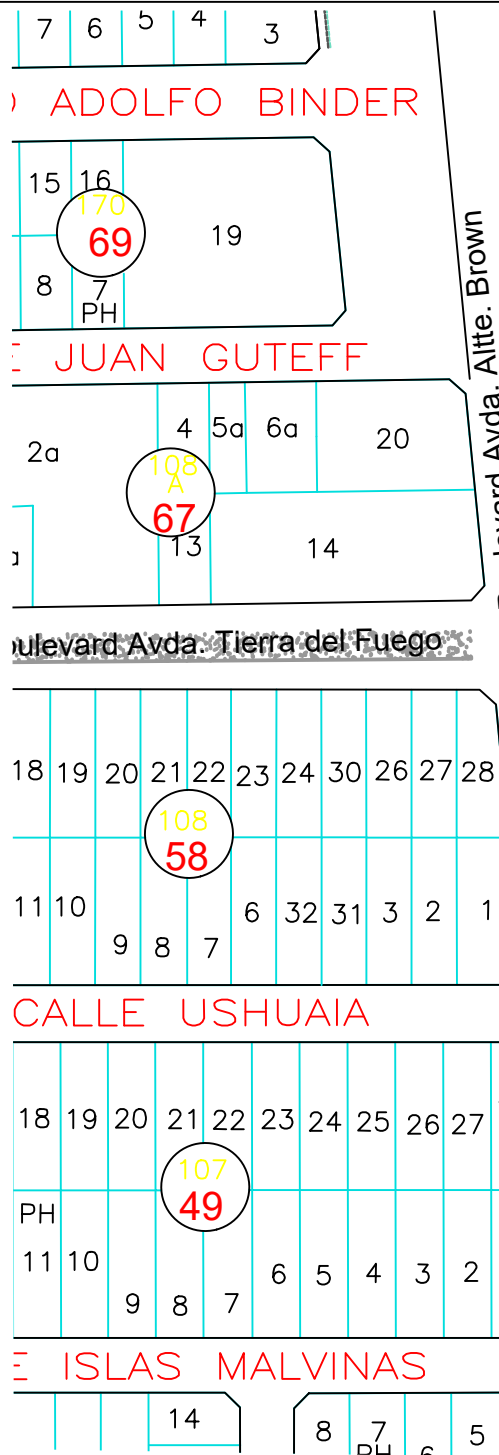 7 6 5 4 3
ADOLFO BINDER
15 16
170
69
19
8 7
PH
JUAN GUTEFF
Avda. Altte. Brown
4 5a 6a 20
2a
108
A
67
13 14
Avda. Tierra del Fuego
18 19 20 21 22 23 24 30 26 27 28
108
58
11 10 9 8 7 6 32 31 3 2 1
CALLE USHUAIA
18 19 20 21 22 23 24 25 26 27
107
49
PH
11 10 9 8 7 6 5 4 3 2
ISLAS MALVINAS
14 8 7 5
PH 6